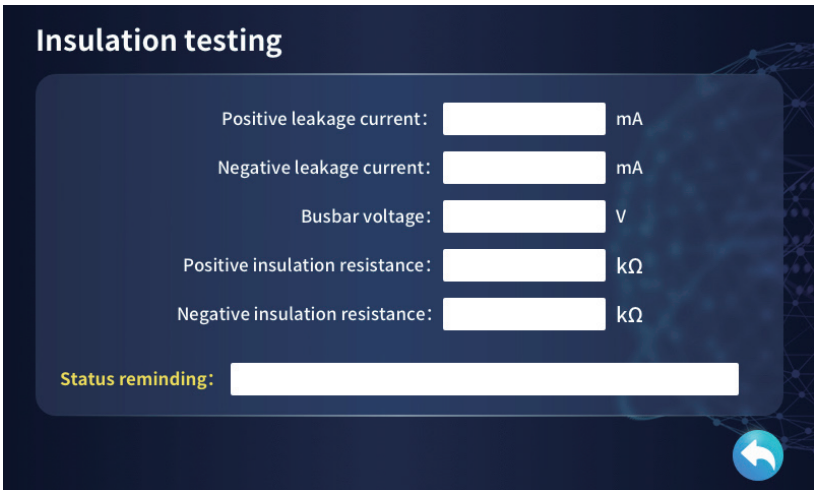 Insulation testing
Positive leakage current: mA
Negative leakage current: mA
Busbar voltage: V
Positive insulation resistance: kΩ
Negative insulation resistance: kΩ
Status reminding: